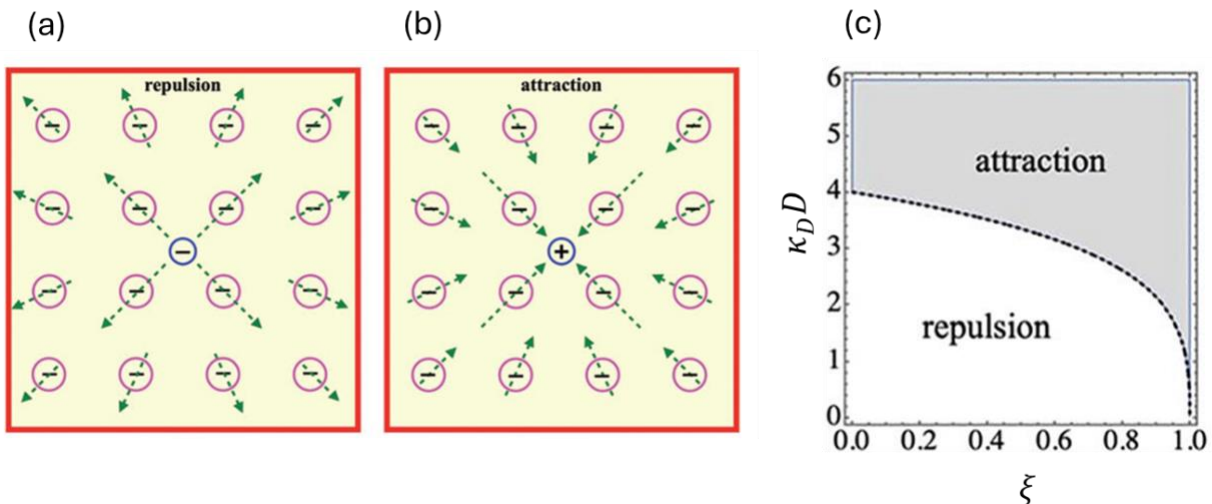 (a)
(b)
(c)
repulsion
− − − −
− − − −
−
− − − −
− − − −
attraction
− − − −
− − − −
+
− − − −
− − − −
6
5
4
3
2
1
0
κ_D D
attraction
repulsion
0.0 0.2 0.4 0.6 0.8 1.0
ξ